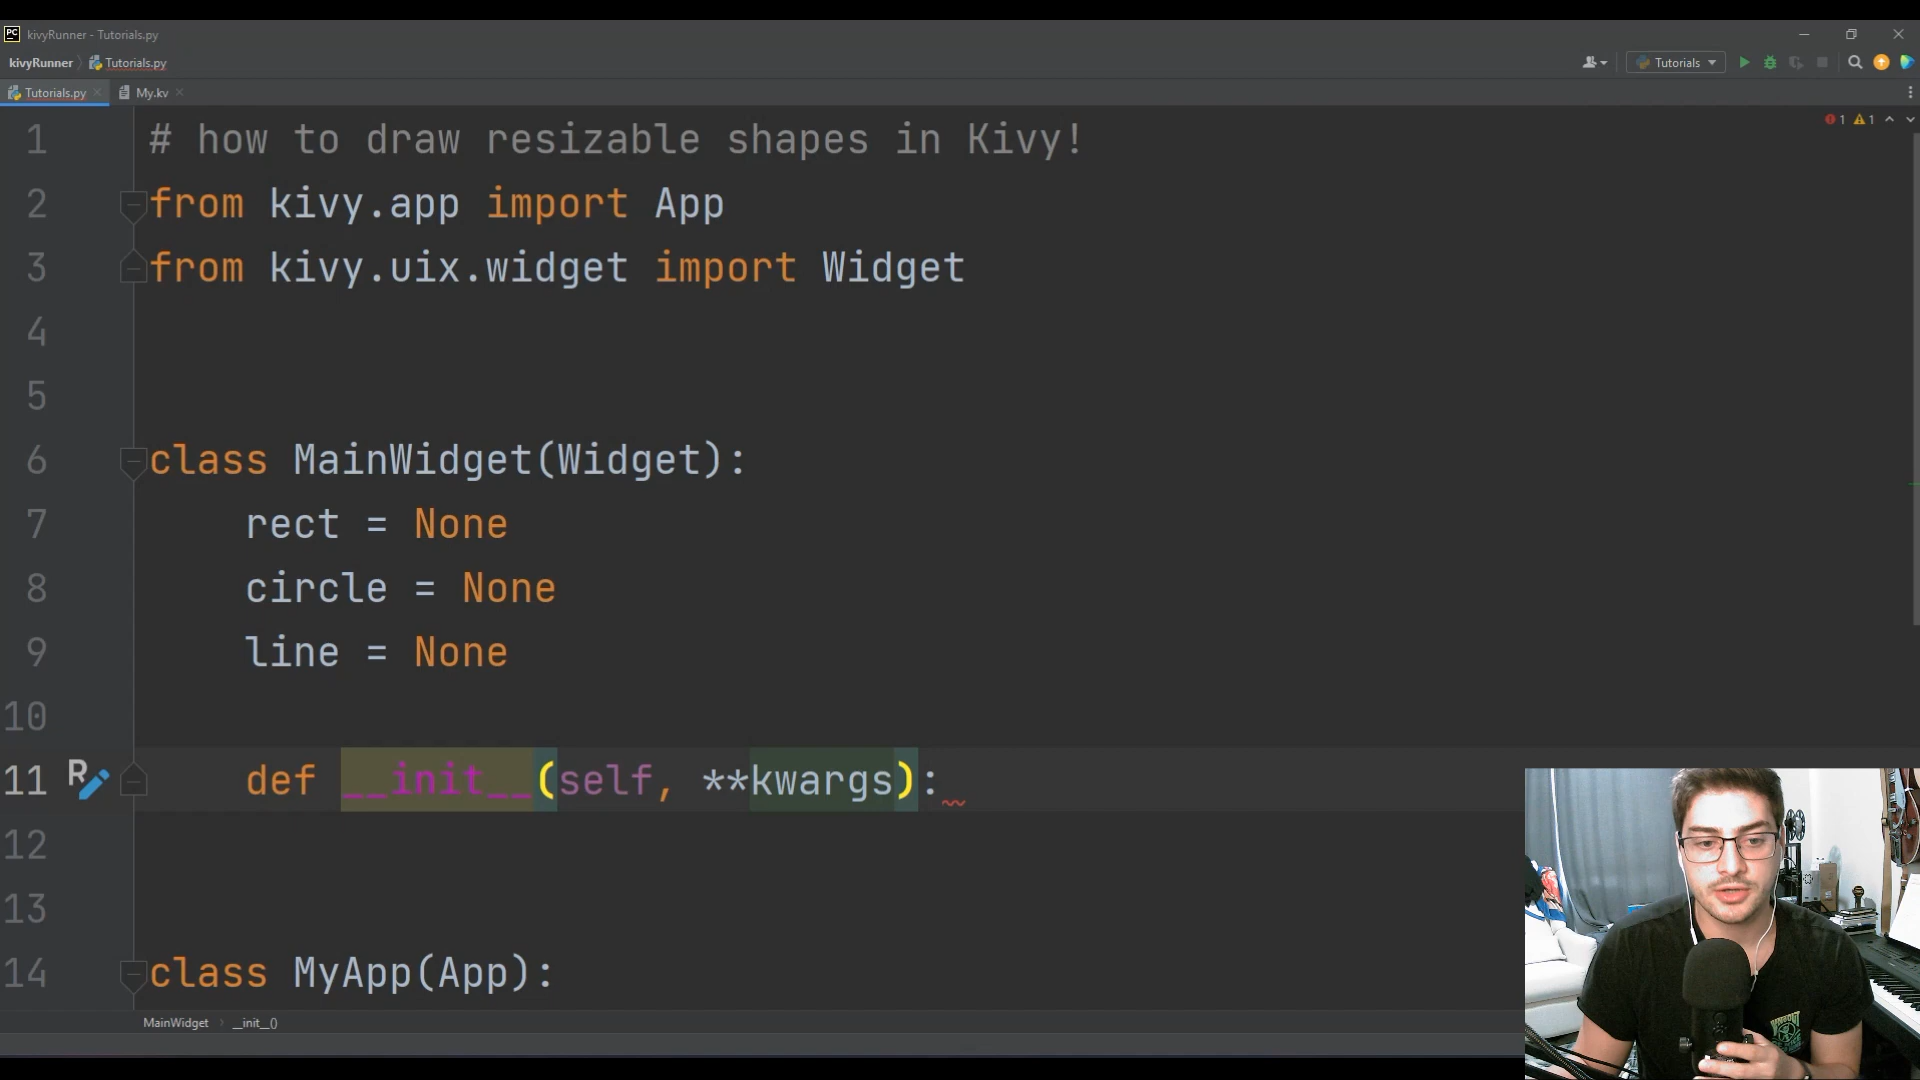 PC kivyRunner - Tutorials.py
kivyRunner Tutorials.py
Tutorials
Tutorials.py
My.kv
1 1
1 # how to draw resizable shapes in Kivy!
2 from kivy.app import App
3 from kivy.uix.widget import Widget
4
5
6 class MainWidget(Widget):
7 rect = None
8 circle = None
9 line = None
10
11 R def __init__(self, **kwargs):
12
13
14 class MyApp(App):
MainWidget __init__()